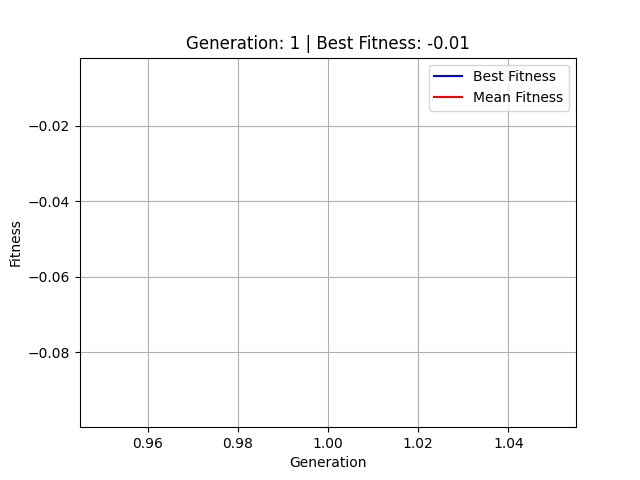 Generation: 1 | Best Fitness: -0.01
Best Fitness
Mean Fitness
−0.02
−0.04
−0.06
−0.08
Fitness
0.96 0.98 1.00 1.02 1.04
Generation